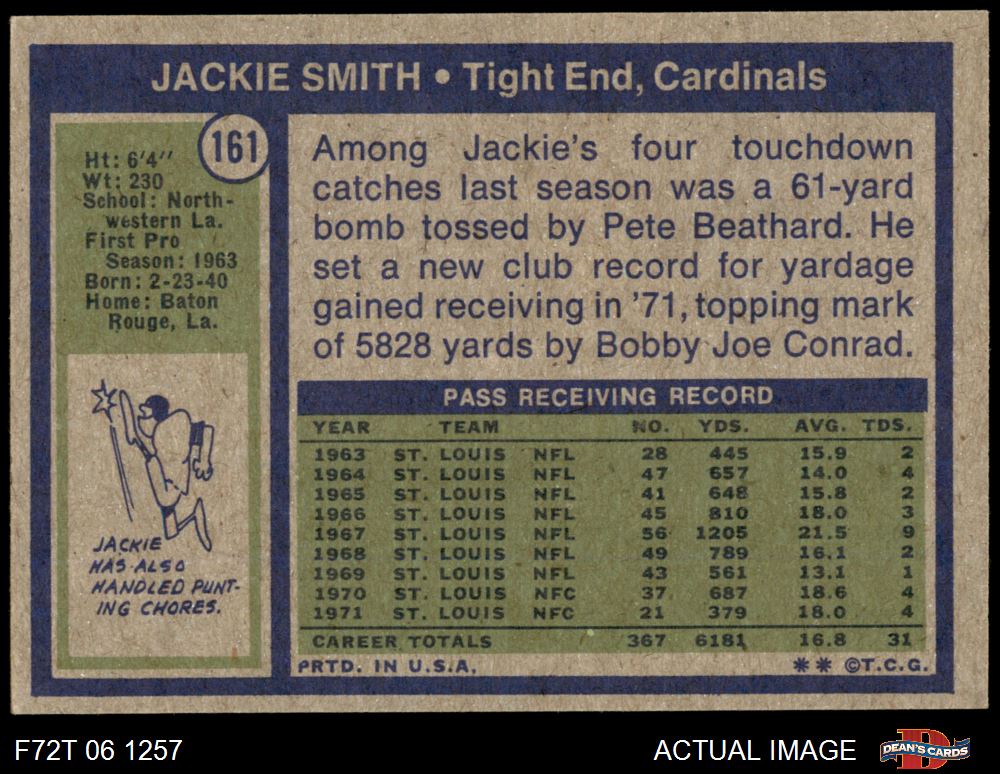 JACKIE SMITH • Tight End, Cardinals
161
Ht: 6'4''
Wt: 230
School: North-
western La.
First Pro
Season: 1963
Born: 2-23-40
Home: Baton
Rouge, La.
JACKIE
HAS ALSO
HANDLED PUNT-
ING CHORES.
Among Jackie's four touchdown
catches last season was a 61-yard
bomb tossed by Pete Beathard. He
set a new club record for yardage
gained receiving in '71, topping mark
of 5828 yards by Bobby Joe Conrad.
PASS RECEIVING RECORD
YEAR TEAM NO. YDS. AVG. TDS.
1963 ST. LOUIS NFL 28 445 15.9 2
1964 ST. LOUIS NFL 47 657 14.0 4
1965 ST. LOUIS NFL 41 648 15.8 2
1966 ST. LOUIS NFL 45 810 18.0 3
1967 ST. LOUIS NFL 56 1205 21.5 9
1968 ST. LOUIS NFL 49 789 16.1 2
1969 ST. LOUIS NFL 43 561 13.1 1
1970 ST. LOUIS NFC 37 687 18.6 4
1971 ST. LOUIS NFC 21 379 18.0 4
CAREER TOTALS 367 6181 16.8 31
PRTD. IN U.S.A. ** ©T.C.G.
F72T 06 1257 ACTUAL IMAGE DEAN'S CARDS